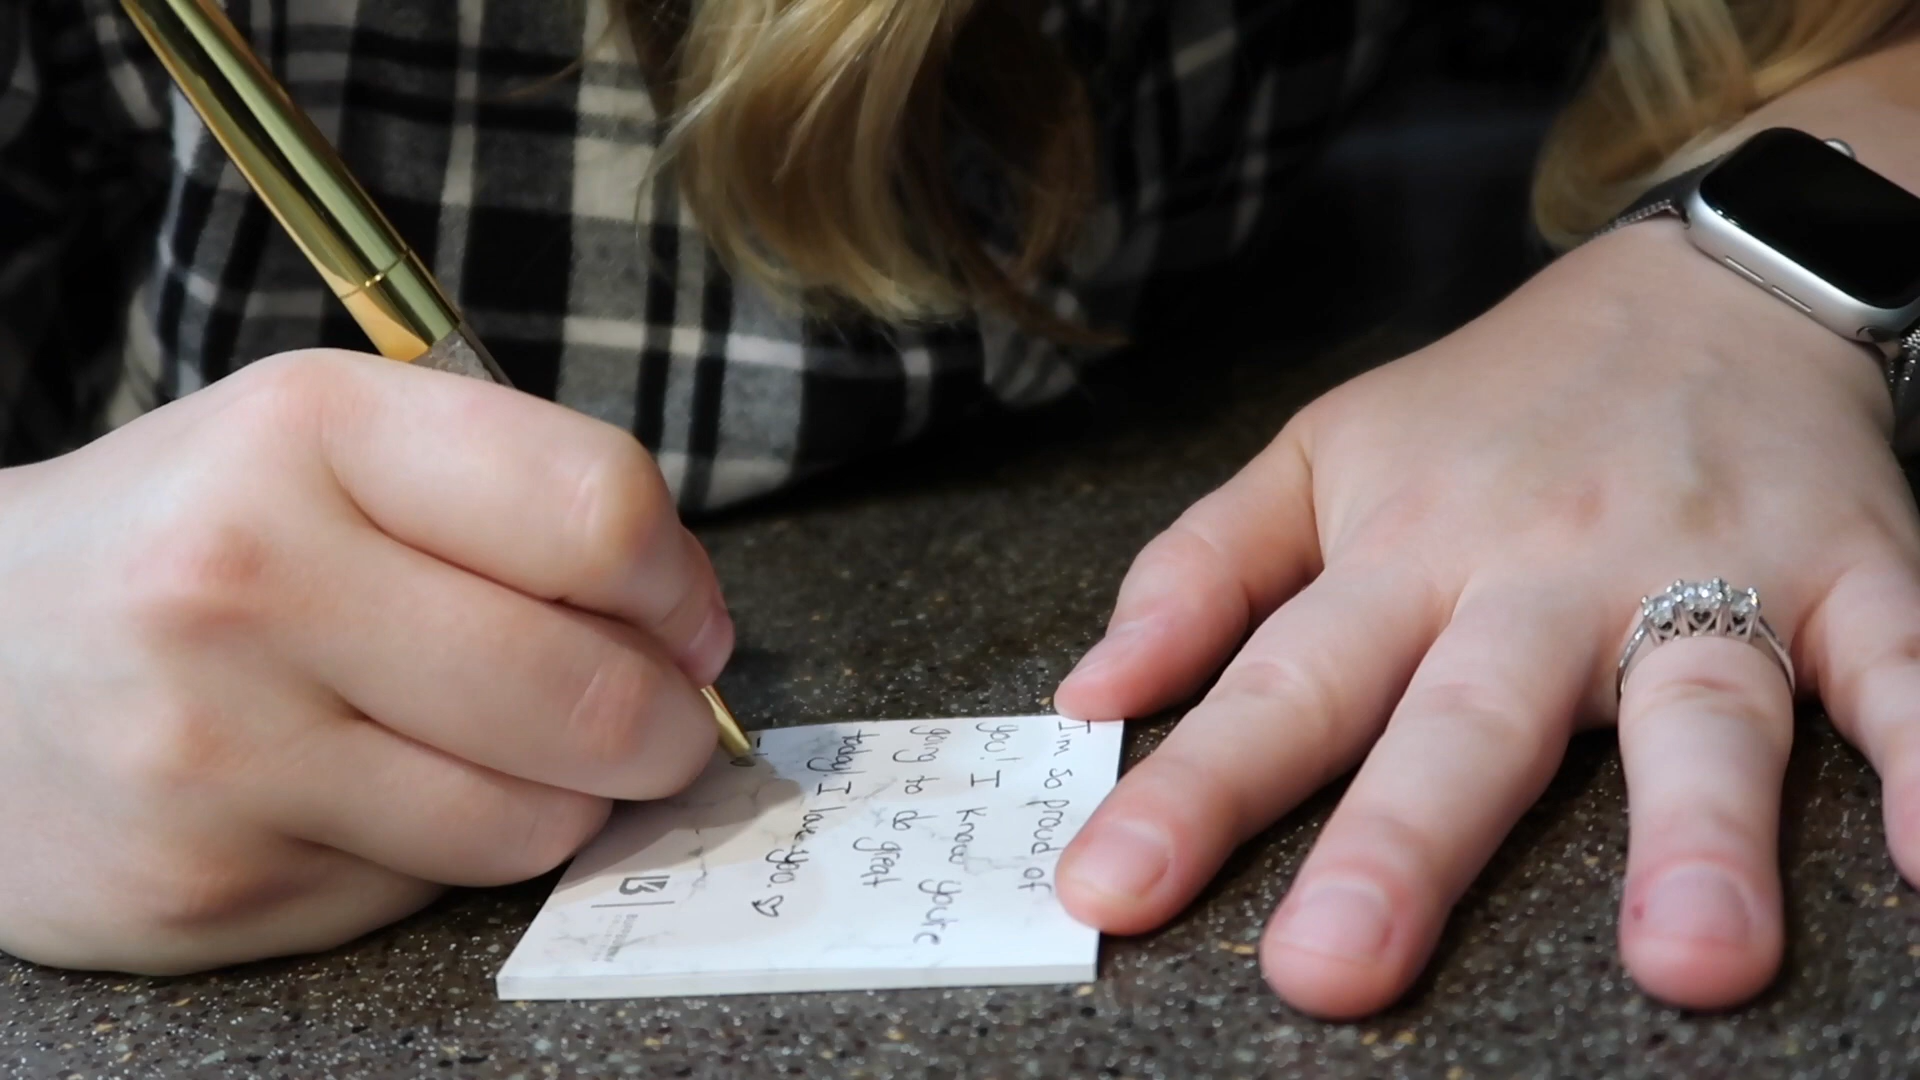 I'm so proud of
you! I know you're
going to do great
today! I love you. ♡